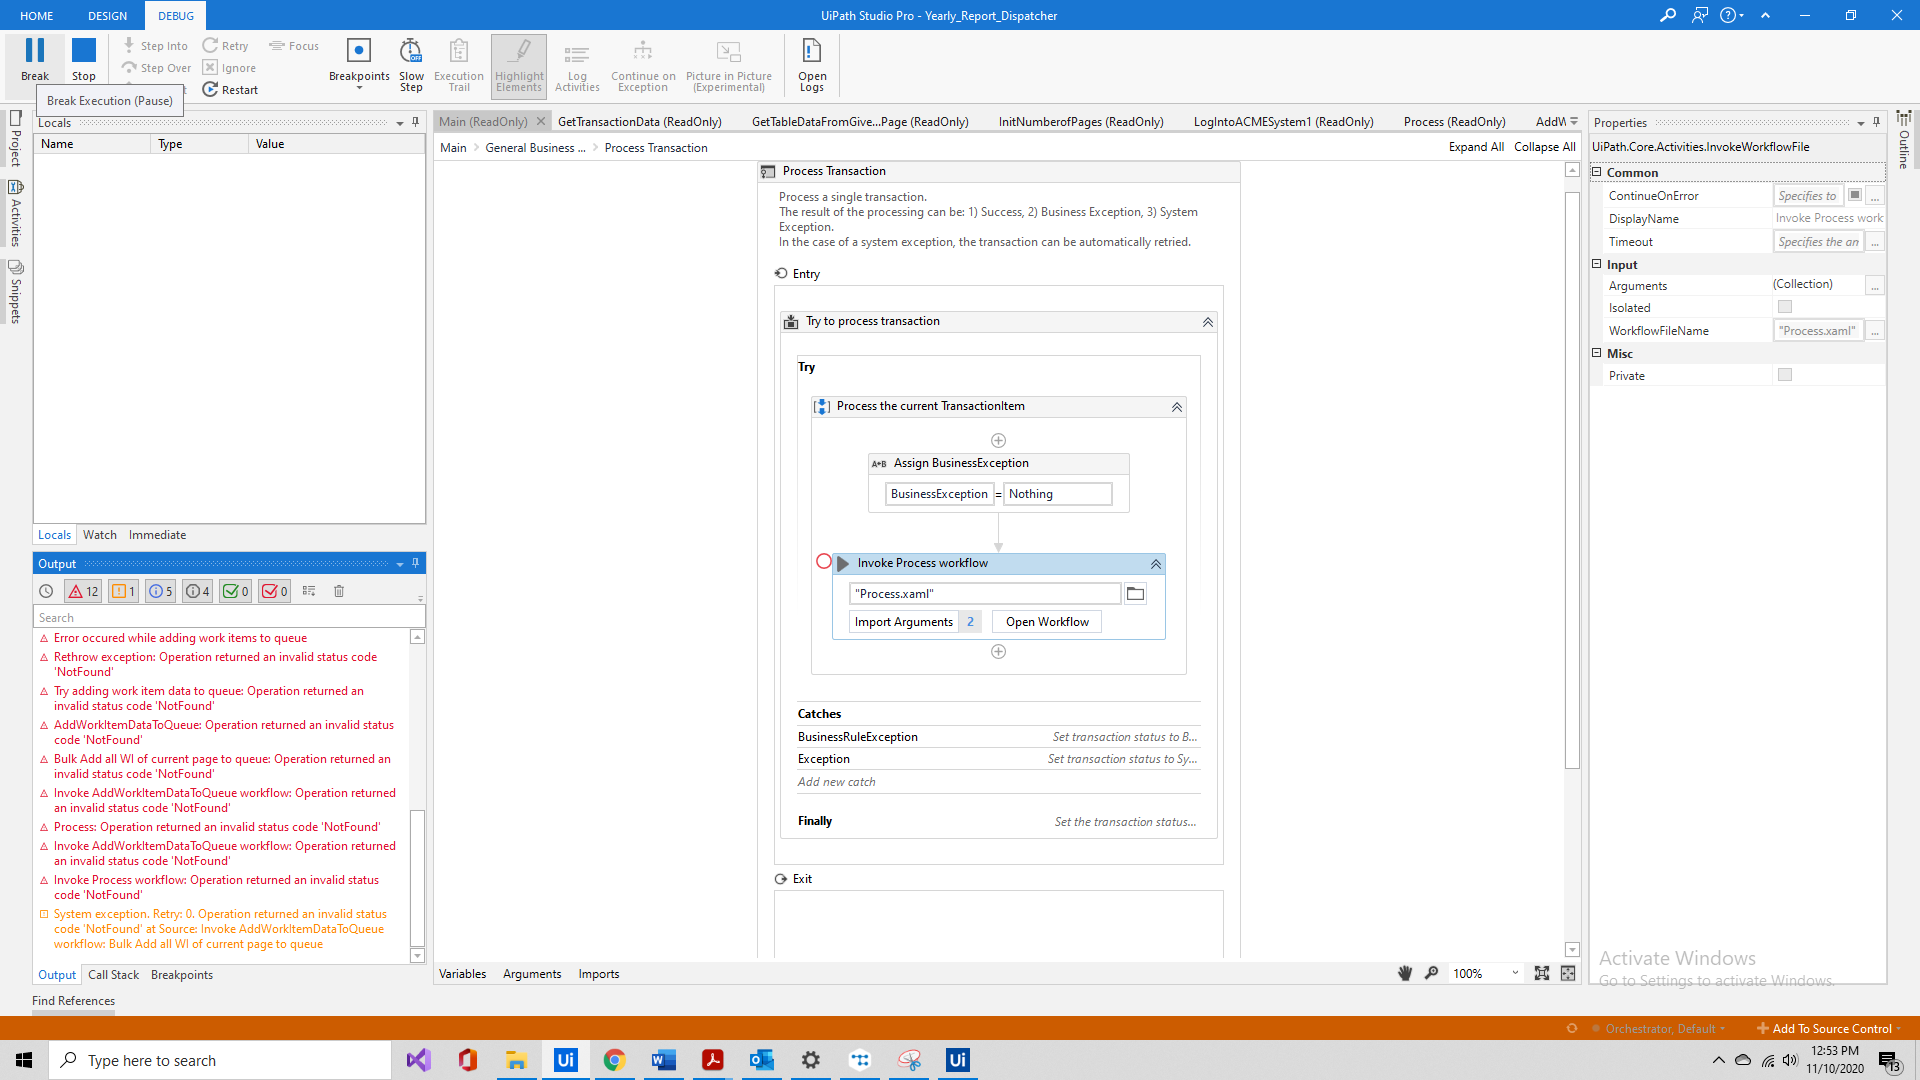 HOME
DESIGN
DEBUG
UiPath Studio Pro - Yearly_Report_Dispatcher
Break
Stop
Step Into
Step Over
Retry
Ignore
Restart
Focus
Breakpoints
Slow
Step
Execution
Trail
Highlight
Elements
Log
Activities
Continue on
Exception
Picture in Picture
(Experimental)
Open
Logs
Break Execution (Pause)
Project
Activities
Snippets
Locals
Name
Type
Value
Locals
Watch
Immediate
Output
12
1
5
4
0
0
Search
Error occured while adding work items to queue
Rethrow exception: Operation returned an invalid status code
'NotFound'
Try adding work item data to queue: Operation returned an
invalid status code 'NotFound'
AddWorkItemDataToQueue: Operation returned an invalid status
code 'NotFound'
Bulk Add all WI of current page to queue: Operation returned an
invalid status code 'NotFound'
Invoke AddWorkItemDataToQueue workflow: Operation returned
an invalid status code 'NotFound'
Process: Operation returned an invalid status code 'NotFound'
Invoke AddWorkItemDataToQueue workflow: Operation returned
an invalid status code 'NotFound'
Invoke Process workflow: Operation returned an invalid status
code 'NotFound'
System exception. Retry: 0. Operation returned an invalid status
code 'NotFound' at Source: Invoke AddWorkItemDataToQueue
workflow: Bulk Add all WI of current page to queue
Output
Call Stack
Breakpoints
Find References
Main (ReadOnly)
GetTransactionData (ReadOnly)
GetTableDataFromGive...Page (ReadOnly)
InitNumberofPages (ReadOnly)
LogIntoACMESystem1 (ReadOnly)
Process (ReadOnly)
AddW
Main
General Business ...
Process Transaction
Expand All
Collapse All
Process Transaction
Process a single transaction.
The result of the processing can be: 1) Success, 2) Business Exception, 3) System
Exception.
In the case of a system exception, the transaction can be automatically retried.
Entry
Try to process transaction
Try
Process the current TransactionItem
A+B Assign BusinessException
BusinessException = Nothing
Invoke Process workflow
"Process.xaml"
Import Arguments 2
Open Workflow
Catches
BusinessRuleException
Set transaction status to B...
Exception
Set transaction status to Sy...
Add new catch
Finally
Set the transaction status...
Exit
Variables
Arguments
Imports
100%
Properties
UiPath.Core.Activities.InvokeWorkflowFile
Common
ContinueOnError
Specifies to
...
DisplayName
Invoke Process work
Timeout
Specifies the an
...
Input
Arguments
(Collection)
...
Isolated
WorkflowFileName
"Process.xaml"
...
Misc
Private
Outline
Activate Windows
Go to Settings to activate Windows.
Orchestrator, Default
Add To Source Control
Type here to search
Ui
Ui
12:53 PM
11/10/2020
13